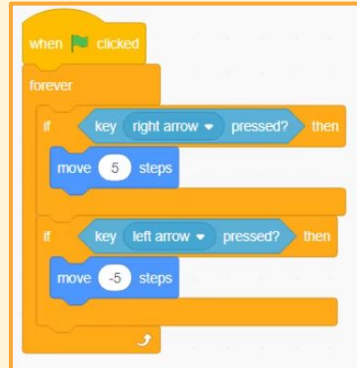 when clicked
forever
if key right arrow pressed? then
move 5 steps
if key left arrow pressed? then
move -5 steps